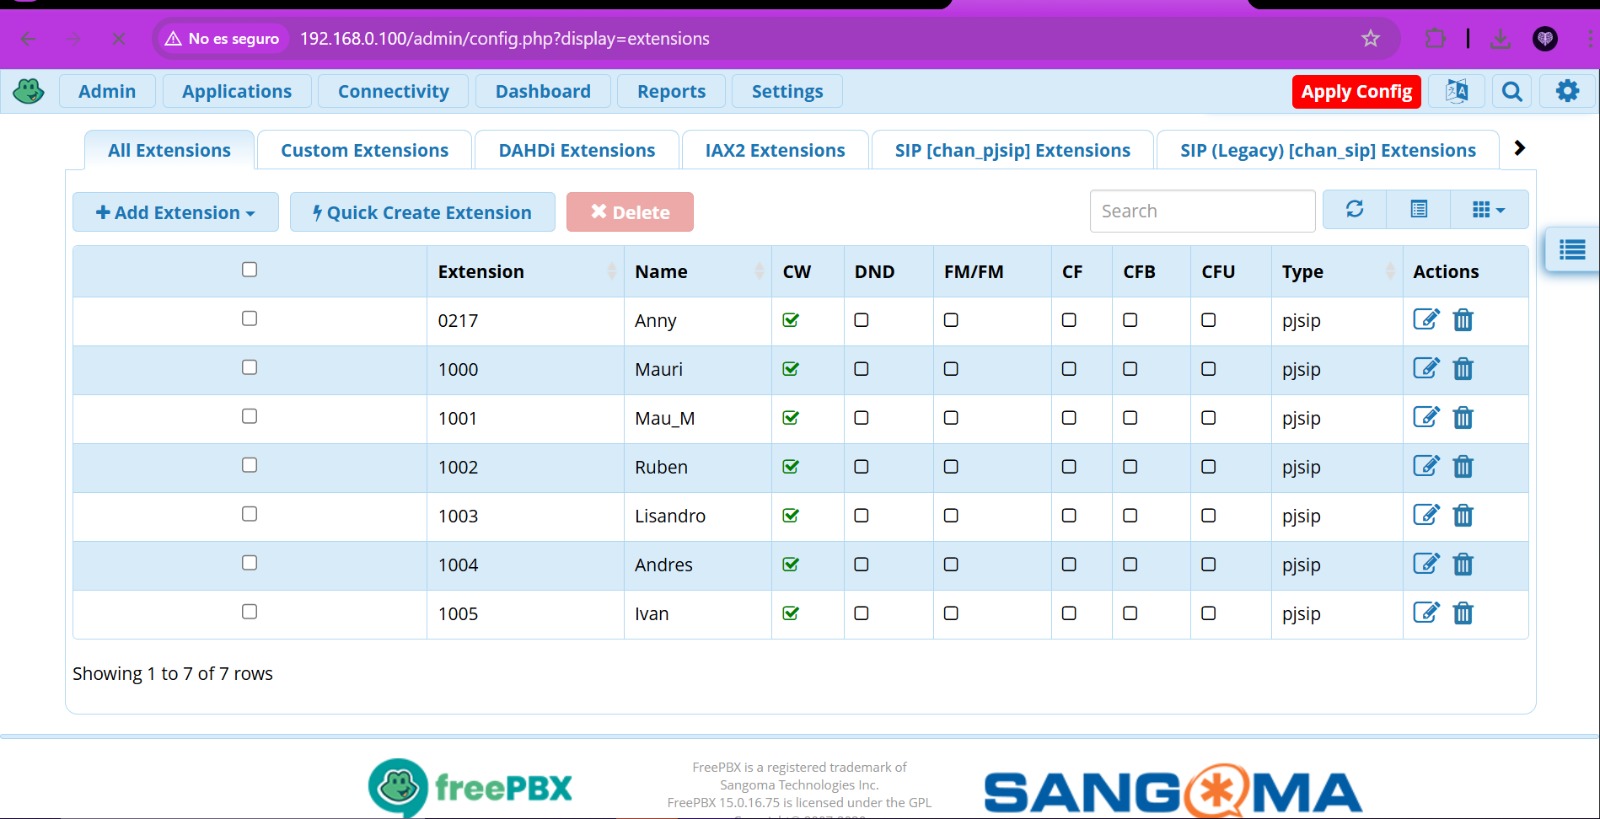 No es seguro 192.168.0.100/admin/config.php?display=extensions
Admin Applications Connectivity Dashboard Reports Settings Apply Config
All Extensions Custom Extensions DAHDi Extensions IAX2 Extensions SIP [chan_pjsip] Extensions SIP (Legacy) [chan_sip] Extensions
Add Extension Quick Create Extension Delete Search
Extension Name CW DND FM/FM CF CFB CFU Type Actions
0217 Anny pjsip
1000 Mauri pjsip
1001 Mau_M pjsip
1002 Ruben pjsip
1003 Lisandro pjsip
1004 Andres pjsip
1005 Ivan pjsip
Showing 1 to 7 of 7 rows
freePBX
FreePBX is a registered trademark of
Sangoma Technologies Inc.
FreePBX 15.0.16.75 is licensed under the GPL
SANGOMA